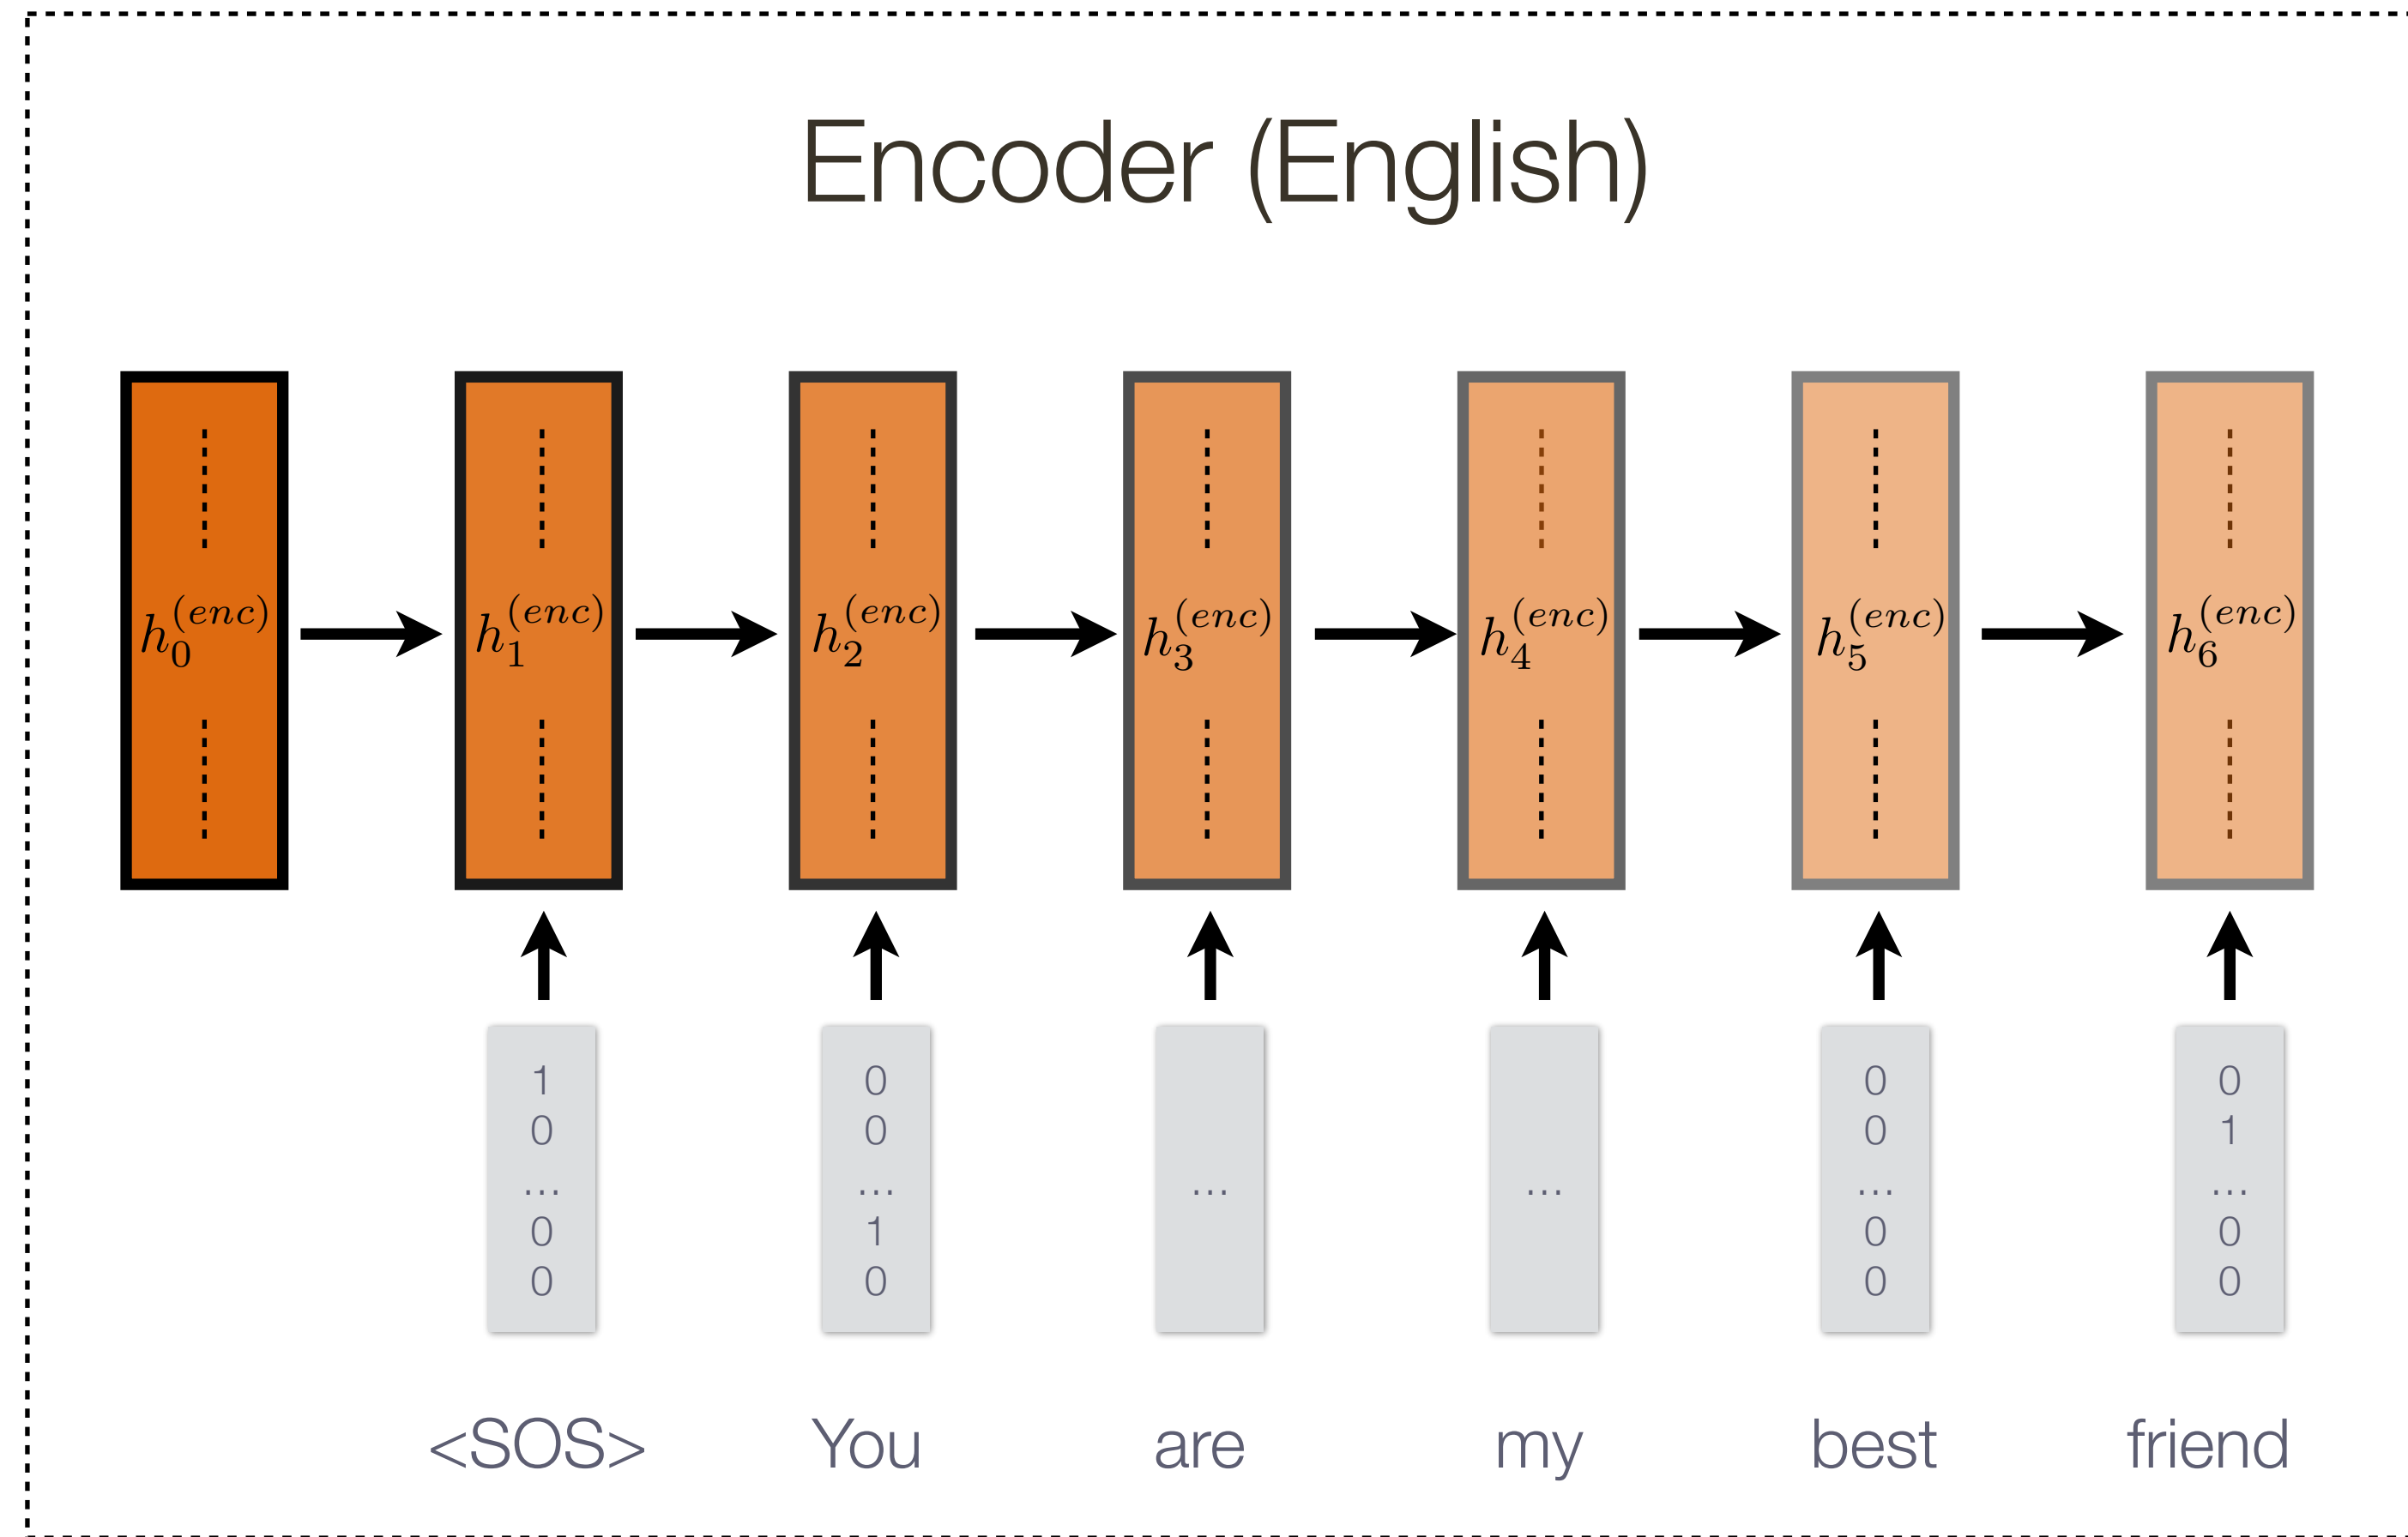 Encoder (English)
h_0^{(enc)} h_1^{(enc)} h_2^{(enc)} h_3^{(enc)} h_4^{(enc)} h_5^{(enc)} h_6^{(enc)}
1 0 0 0
0 0 0 1
... ... ... ... ... ...
0 1 0 0
0 0 0 0
<SOS> You are my best friend